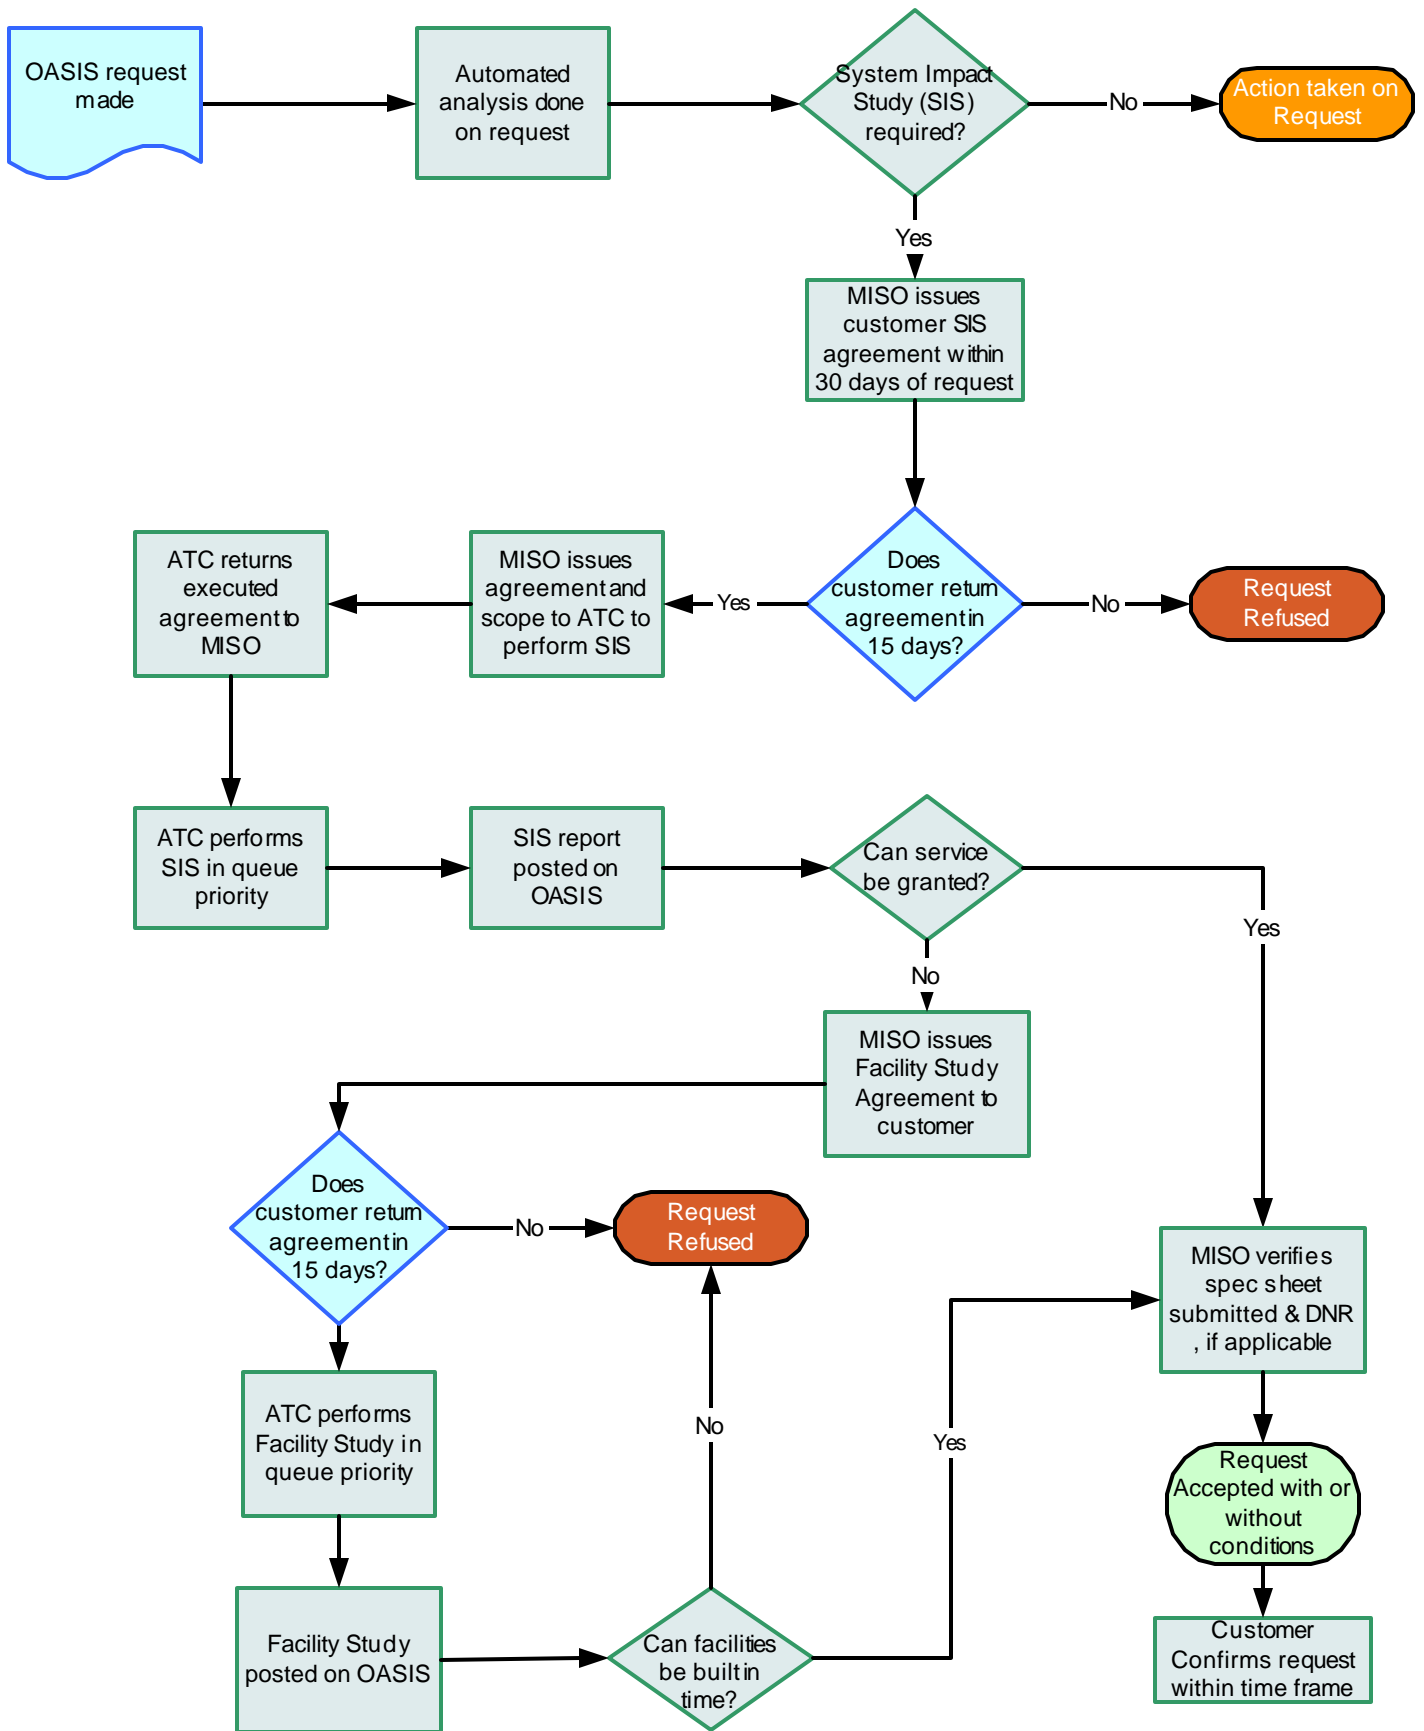 OASIS request
made
Automated
analysis done
on request
System Impact
Study (SIS)
required?
No
Action taken on
Request
Yes
MISO issues
customer SIS
agreement within
30 days of request
Does
customer return
agreement in
15 days?
No
Request
Refused
Yes
MISO issues
agreement and
scope to ATC to
perform SIS
ATC returns
executed
agreement to
MISO
ATC performs
SIS in queue
priority
SIS report
posted on
OASIS
Can service
be granted?
Yes
No
MISO issues
Facility Study
Agreement to
customer
Does
customer return
agreement in
15 days?
No
Request
Refused
ATC performs
Facility Study in
queue priority
Facility Study
posted on OASIS
Can facilities
be built in
time?
No
Yes
MISO verifies
spec sheet
submitted & DNR
, if applicable
Request
Accepted with or
without
conditions
Customer
Confirms request
within time frame